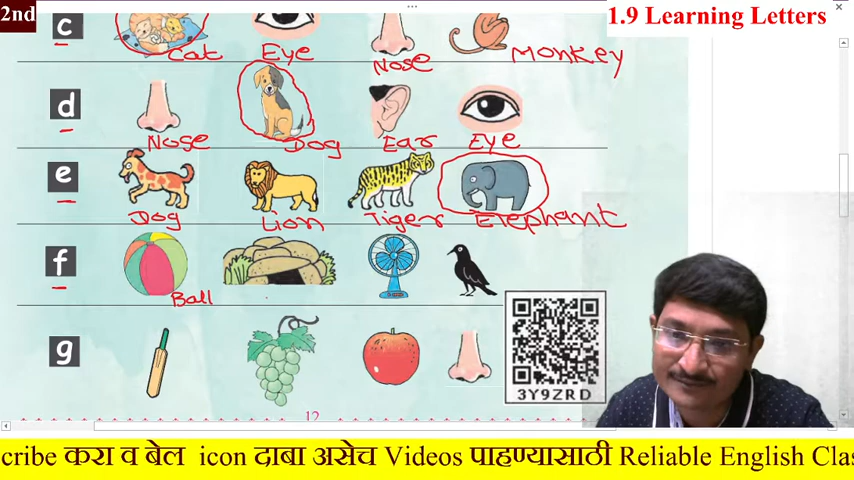 2nd
1.9 Learning Letters
c
Cat Eye Nose Monkey
d
Nose Dog Ear Eye
e
Dog Lion Tiger Elephant
f
Ball
g
3Y9ZRD
12
cribe करा व बेल icon दाबा असेच Videos पाहण्यासाठी Reliable English Clas